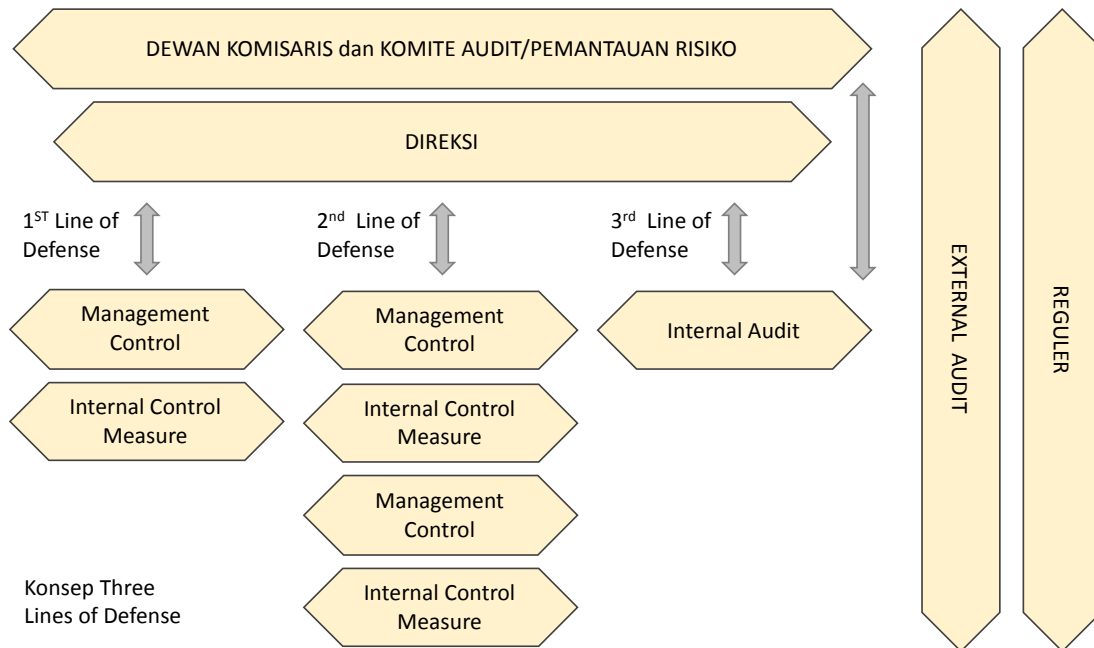 DEWAN KOMISARIS dan KOMITE AUDIT/PEMANTAUAN RISIKO
DIREKSI
1ST Line of
Defense
2nd Line of
Defense
3rd Line of
Defense
Management
Control
Internal Control
Measure
Management
Control
Internal Control
Measure
Management
Control
Internal Control
Measure
Internal Audit
EXTERNAL AUDIT
REGULER
Konsep Three
Lines of Defense